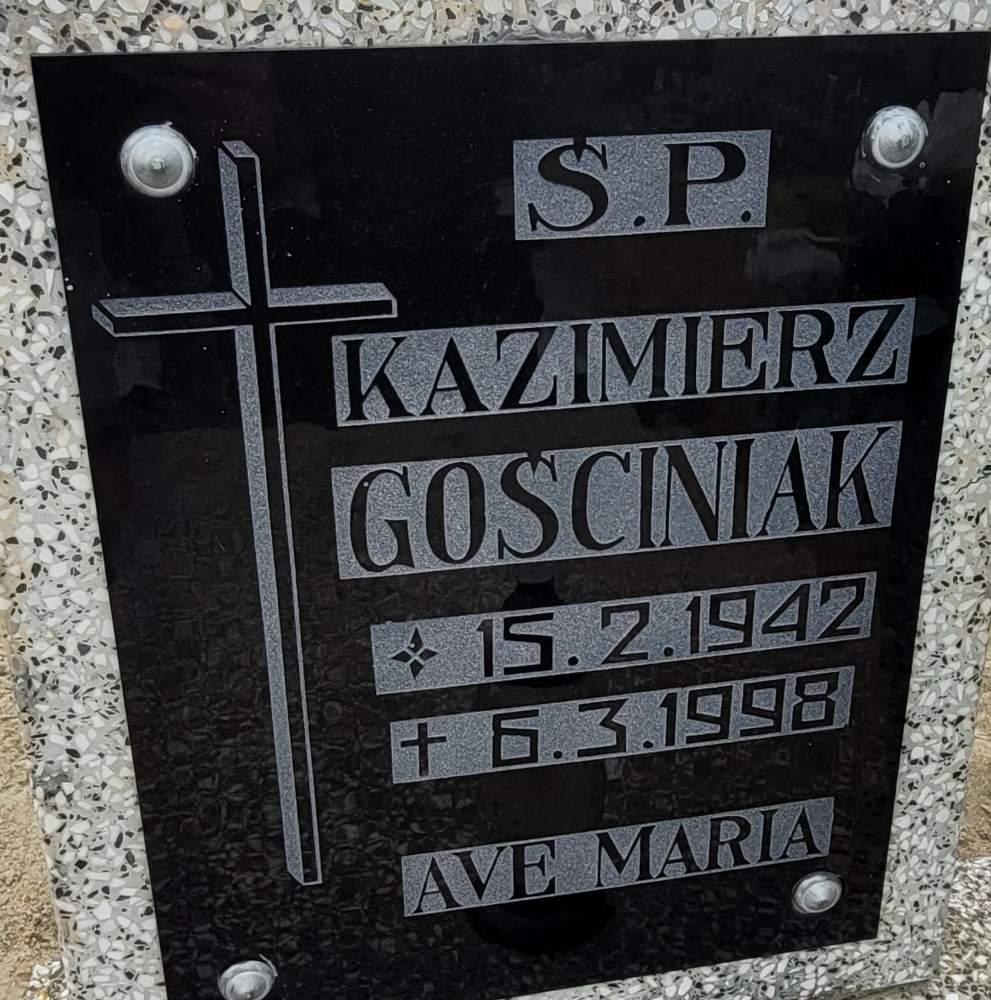 Ś.P.
KAZIMIERZ
GOŚCINIAK
15.2.1942
6.3.1998
AVE MARIA